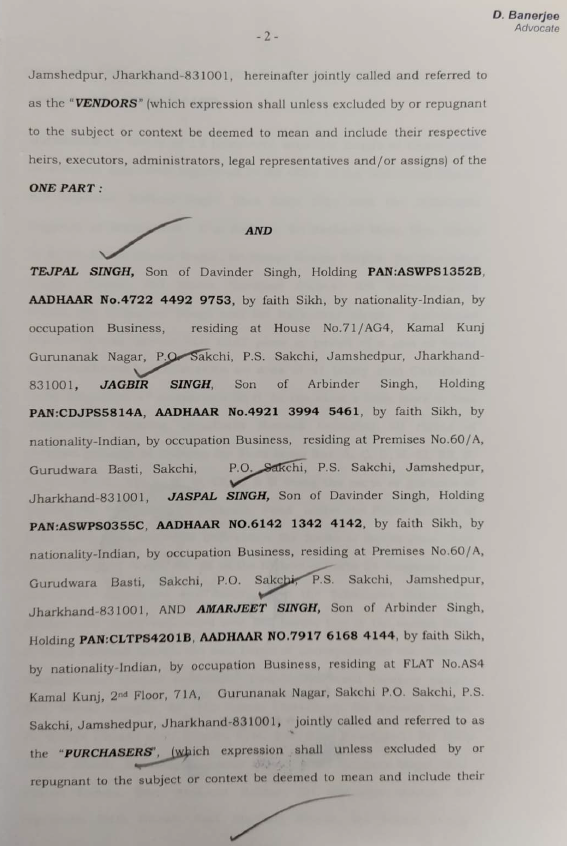 D. Banerjee
Advocate
- 2 -
Jamshedpur, Jharkhand-831001, hereinafter jointly called and referred to
as the "VENDORS" (which expression shall unless excluded by or repugnant
to the subject or context be deemed to mean and include their respective
heirs, executors, administrators, legal representatives and/or assigns) of the
ONE PART :
AND
TEJPAL SINGH, Son of Davinder Singh, Holding PAN:ASWPS1352B,
AADHAAR No.4722 4492 9753, by faith Sikh, by nationality-Indian, by
occupation Business, residing at House No.71/AG4, Kamal Kunj
Gurunanak Nagar, P.O. Sakchi, P.S. Sakchi, Jamshedpur, Jharkhand-
831001, JAGBIR SINGH, Son of Arbinder Singh, Holding
PAN:CDJPS5814A, AADHAAR No.4921 3994 5461, by faith Sikh, by
nationality-Indian, by occupation Business, residing at Premises No.60/A,
Gurudwara Basti, Sakchi, P.O. Sakchi, P.S. Sakchi, Jamshedpur,
Jharkhand-831001, JASPAL SINGH, Son of Davinder Singh, Holding
PAN:ASWPS0355C, AADHAAR NO.6142 1342 4142, by faith Sikh, by
nationality-Indian, by occupation Business, residing at Premises No.60/A,
Gurudwara Basti, Sakchi, P.O. Sakchi, P.S. Sakchi, Jamshedpur,
Jharkhand-831001, AND AMARJEET SINGH, Son of Arbinder Singh,
Holding PAN:CLTPS4201B, AADHAAR NO.7917 6168 4144, by faith Sikh,
by nationality-Indian, by occupation Business, residing at FLAT No.AS4
Kamal Kunj, 2nd Floor, 71A, Gurunanak Nagar, Sakchi P.O. Sakchi, P.S.
Sakchi, Jamshedpur, Jharkhand-831001, jointly called and referred to as
the "PURCHASERS", (which expression shall unless excluded by or
repugnant to the subject or context be deemed to mean and include their